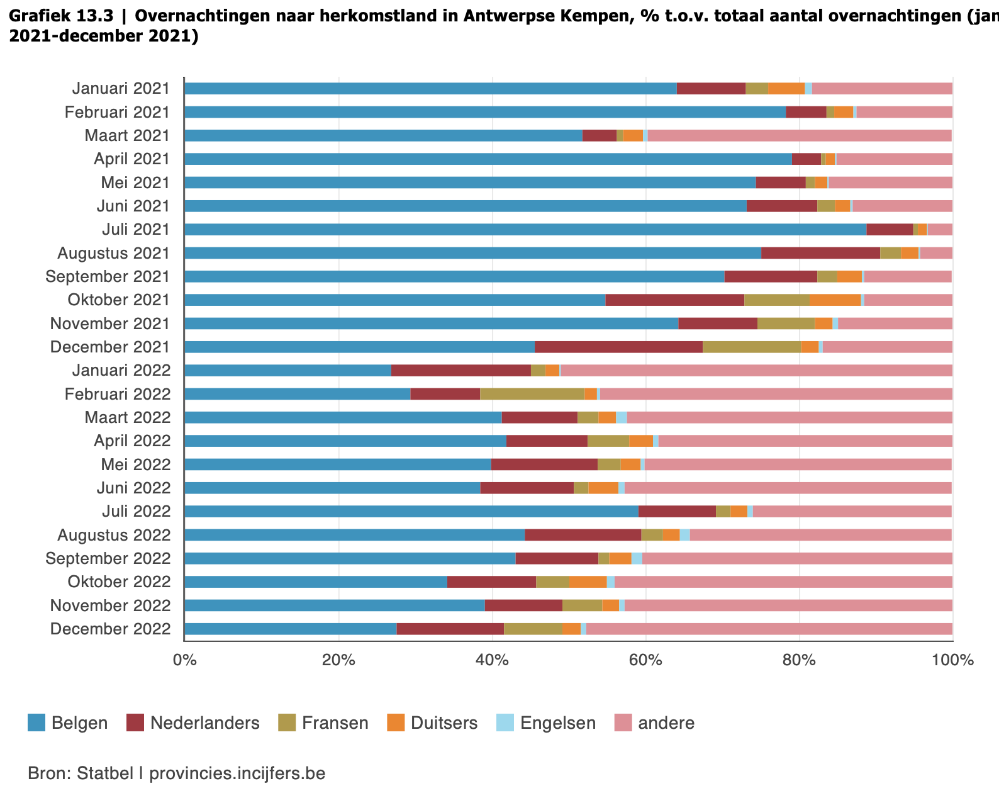 Grafiek 13.3 | Overnachtingen naar herkomstland in Antwerpse Kempen, % t.o.v. totaal aantal overnachtingen (jan
2021-december 2021)
Januari 2021
Februari 2021
Maart 2021
April 2021
Mei 2021
Juni 2021
Juli 2021
Augustus 2021
September 2021
Oktober 2021
November 2021
December 2021
Januari 2022
Februari 2022
Maart 2022
April 2022
Mei 2022
Juni 2022
Juli 2022
Augustus 2022
September 2022
Oktober 2022
November 2022
December 2022
0% 20% 40% 60% 80% 100%
Belgen Nederlanders Fransen Duitsers Engelsen andere
Bron: Statbel | provincies.incijfers.be